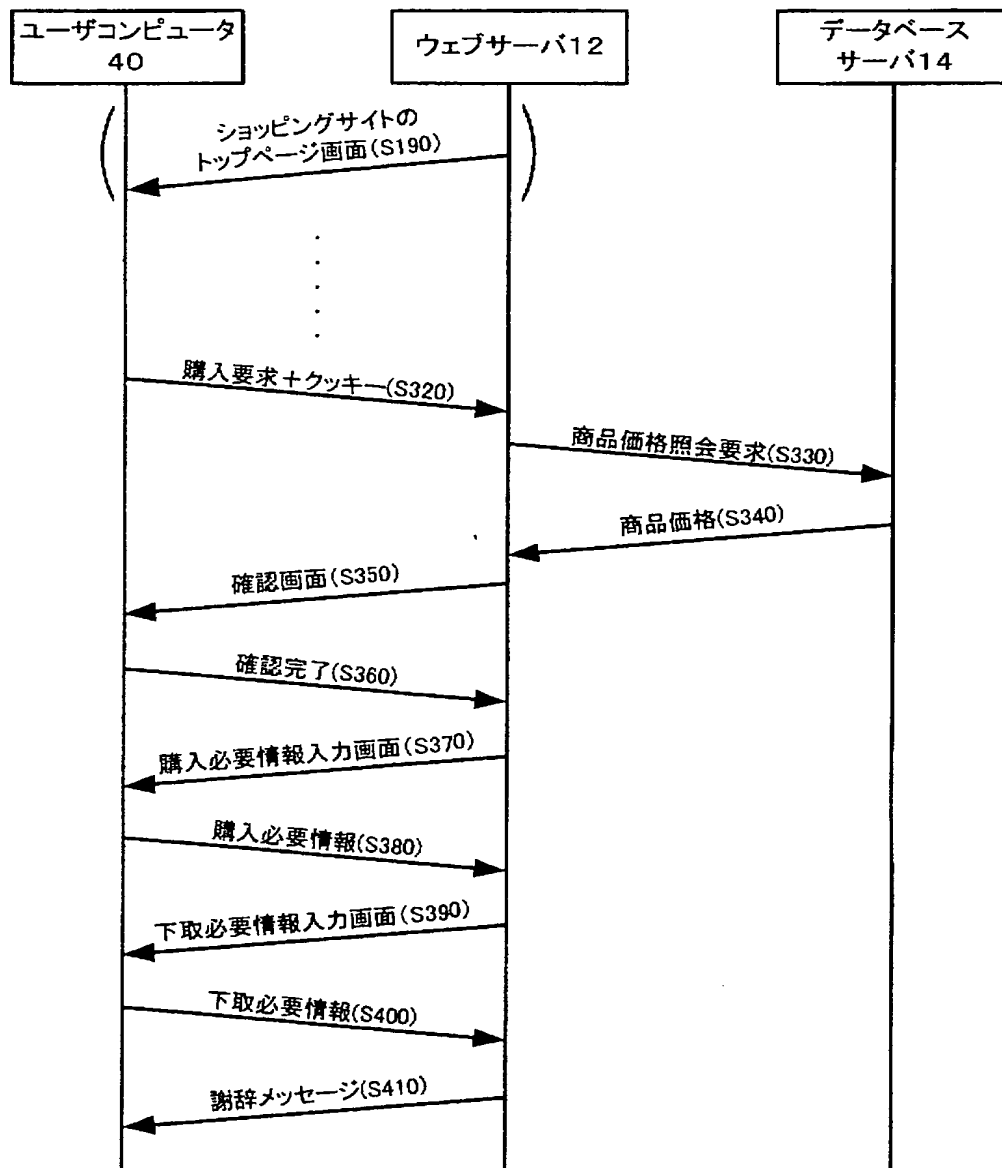 ユーザコンピュータ
40
ウェブサーバ12
データベース
サーバ14
ショッピングサイトの
トップページ画面(S190)
購入要求＋クッキー(S320)
商品価格照会要求(S330)
商品価格(S340)
確認画面(S350)
確認完了(S360)
購入必要情報入力画面(S370)
購入必要情報(S380)
下取必要情報入力画面(S390)
下取必要情報(S400)
謝辞メッセージ(S410)